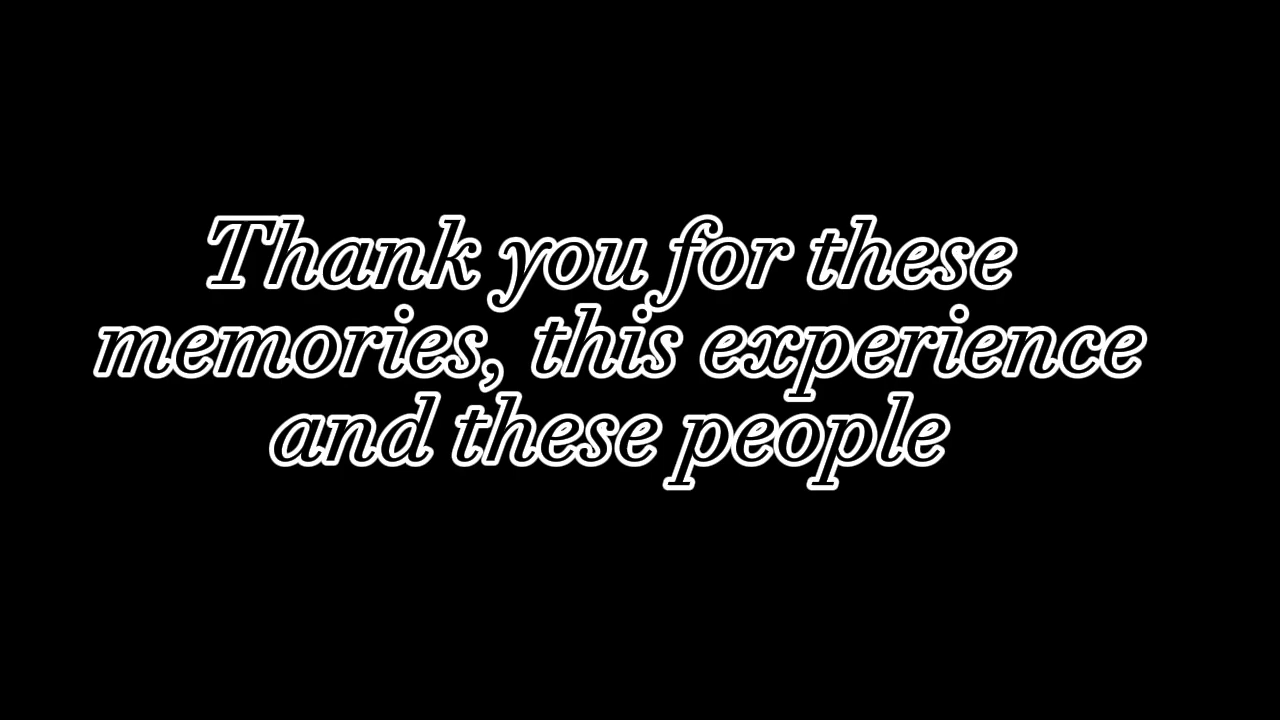 Thank you for these
memories, this experience
and these people